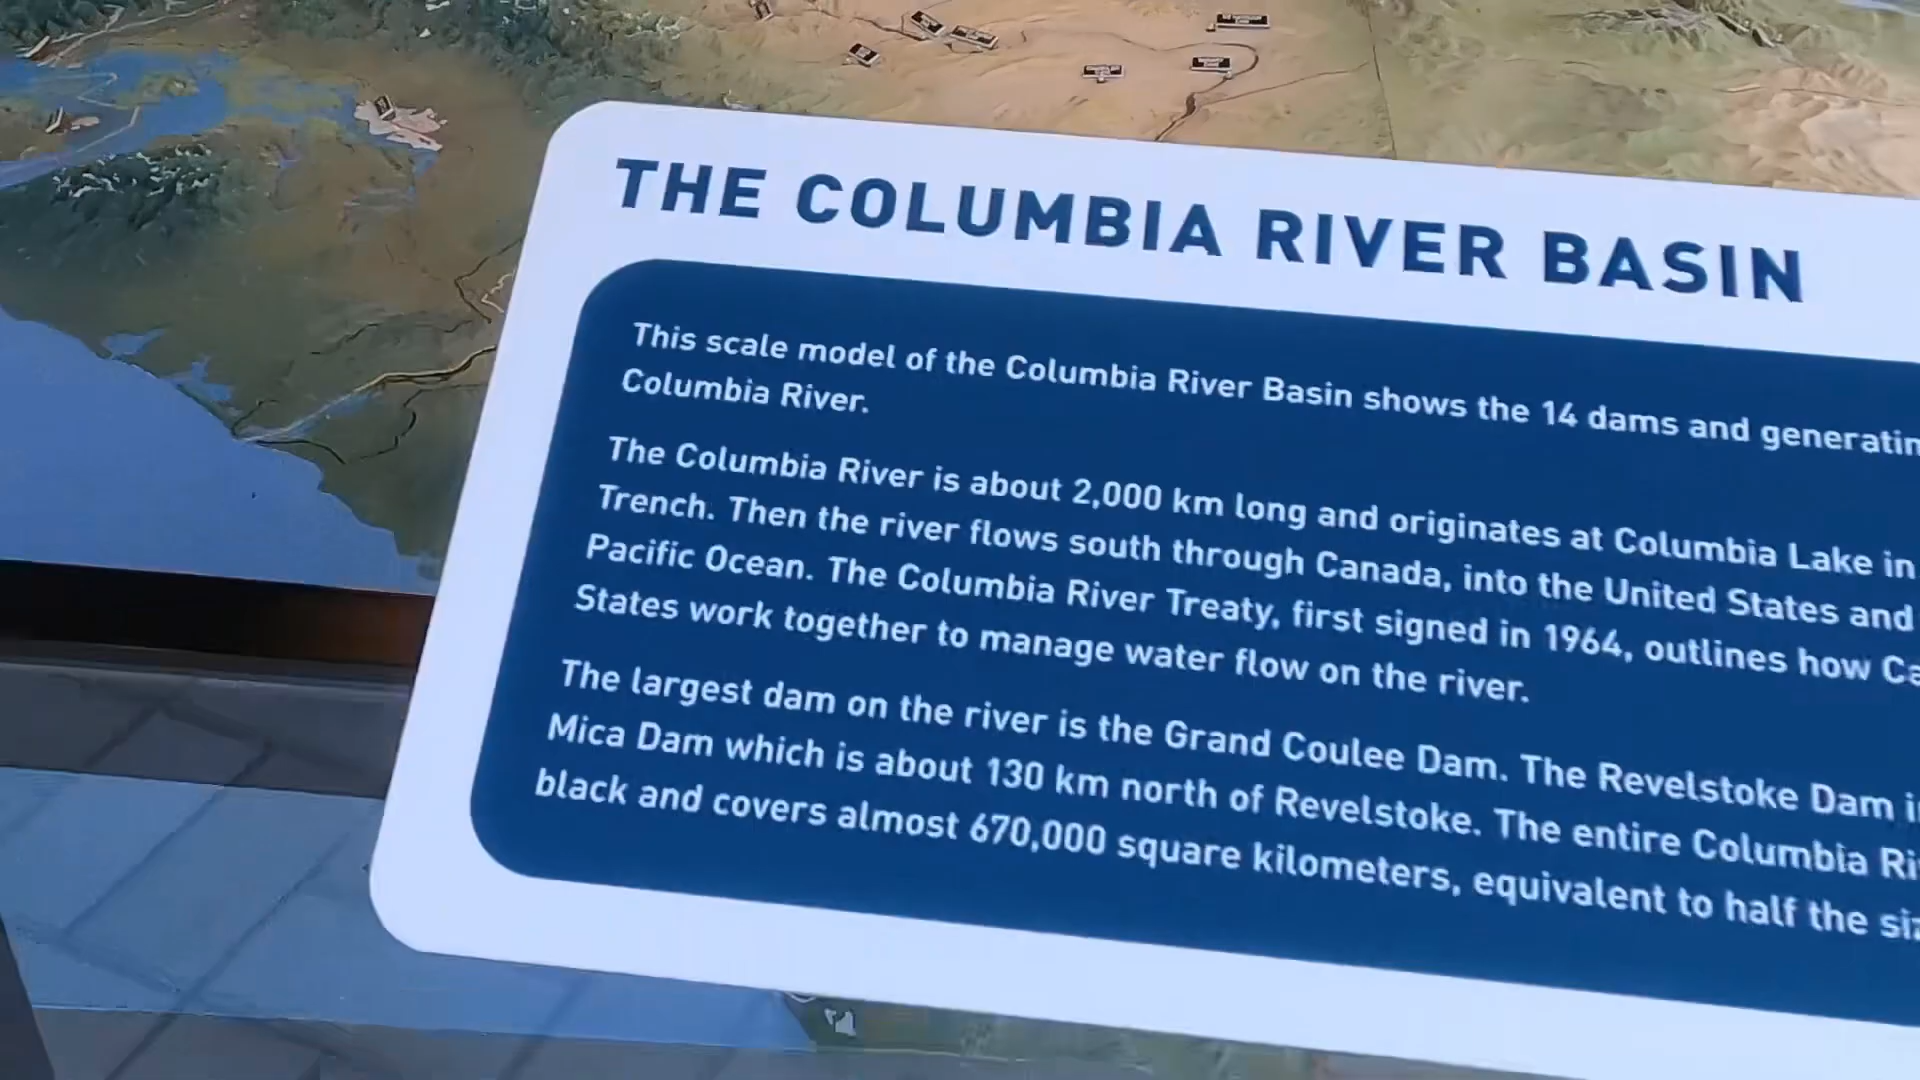 THE COLUMBIA RIVER BASIN
This scale model of the Columbia River Basin shows the 14 dams and
Columbia River.
The Columbia River is about 2,000 km long and originates at Columbia Lake in
Trench. Then the river flows south through Canada, into the United States and
Pacific Ocean. The Columbia River Treaty, first signed in 1964, outlines how
States work together to manage water flow on the river.
The largest dam on the river is the Grand Coulee Dam. The Revelstoke Dam
Mica Dam which is about 130 km north of Revelstoke. The entire Columbia
black and covers almost 670,000 square kilometers, equivalent to half the